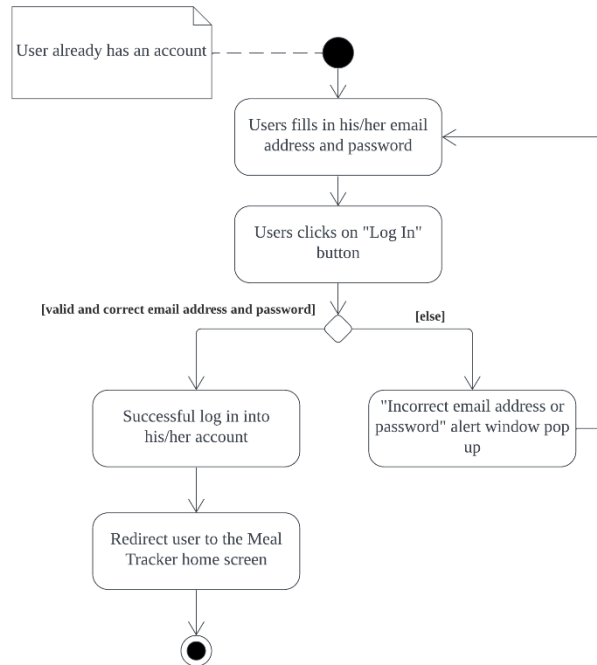 User already has an account
Users fills in his/her email
address and password
Users clicks on "Log In"
button
[valid and correct email address and password]
[else]
Successful log in into
his/her account
"Incorrect email address or
password" alert window pop
up
Redirect user to the Meal
Tracker home screen